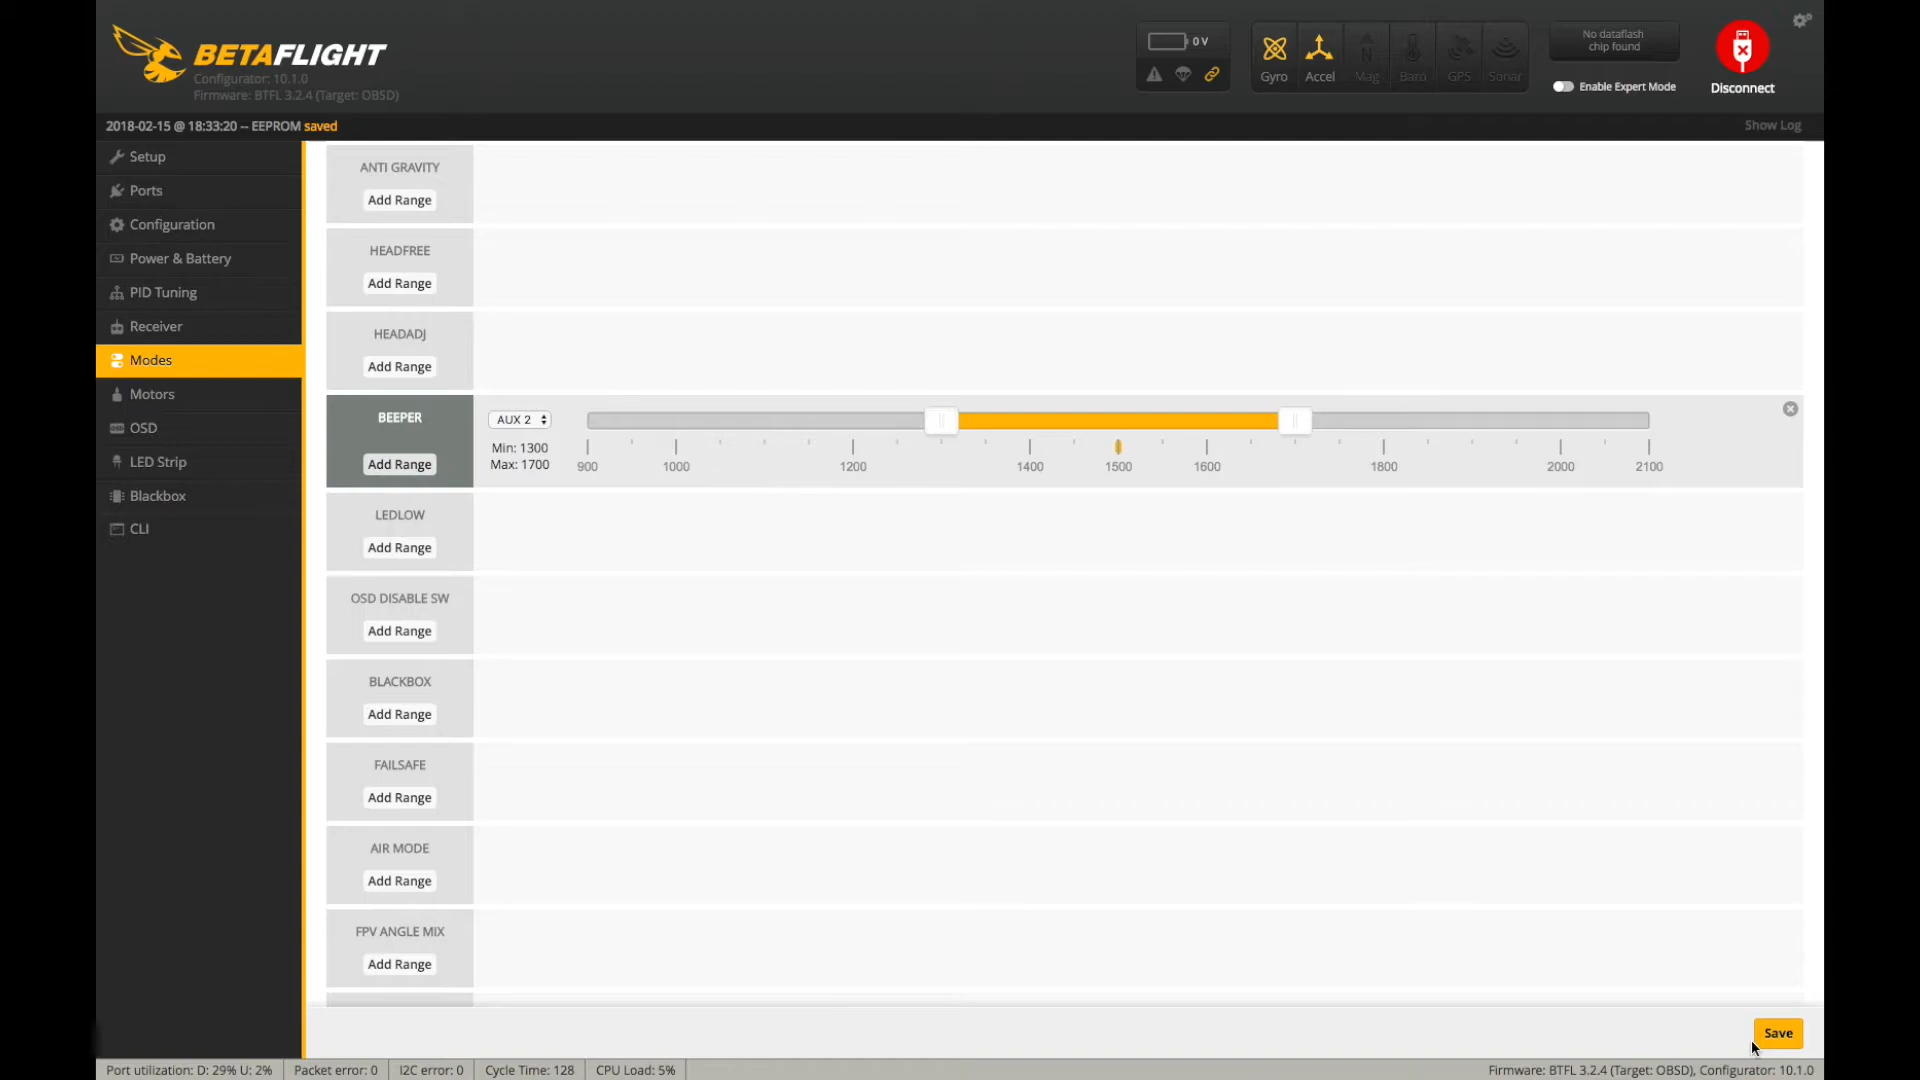 BETAFLIGHT
Configurator: 10.1.0
Firmware: BTFL 3.2.4 (Target: OBSD)
0 V
Gyro
Accel
Mag
Baro
GPS
Sonar
No dataflash
chip found
Enable Expert Mode
Disconnect
2018-02-15 @ 18:33:20 -- EEPROM saved
Show Log
Setup
Ports
Configuration
Power & Battery
PID Tuning
Receiver
Modes
Motors
OSD
LED Strip
Blackbox
CLI
ANTI GRAVITY
Add Range
HEADFREE
Add Range
HEADADJ
Add Range
BEEPER
Add Range
AUX 2
Min: 1300
Max: 1700
900 1000 1200 1400 1500 1600 1800 2000 2100
LEDLOW
Add Range
OSD DISABLE SW
Add Range
BLACKBOX
Add Range
FAILSAFE
Add Range
AIR MODE
Add Range
FPV ANGLE MIX
Add Range
Save
Port utilization: D: 29% U: 2% Packet error: 0 I2C error: 0 Cycle Time: 128 CPU Load: 5% Firmware: BTFL 3.2.4 (Target: OBSD), Configurator: 10.1.0